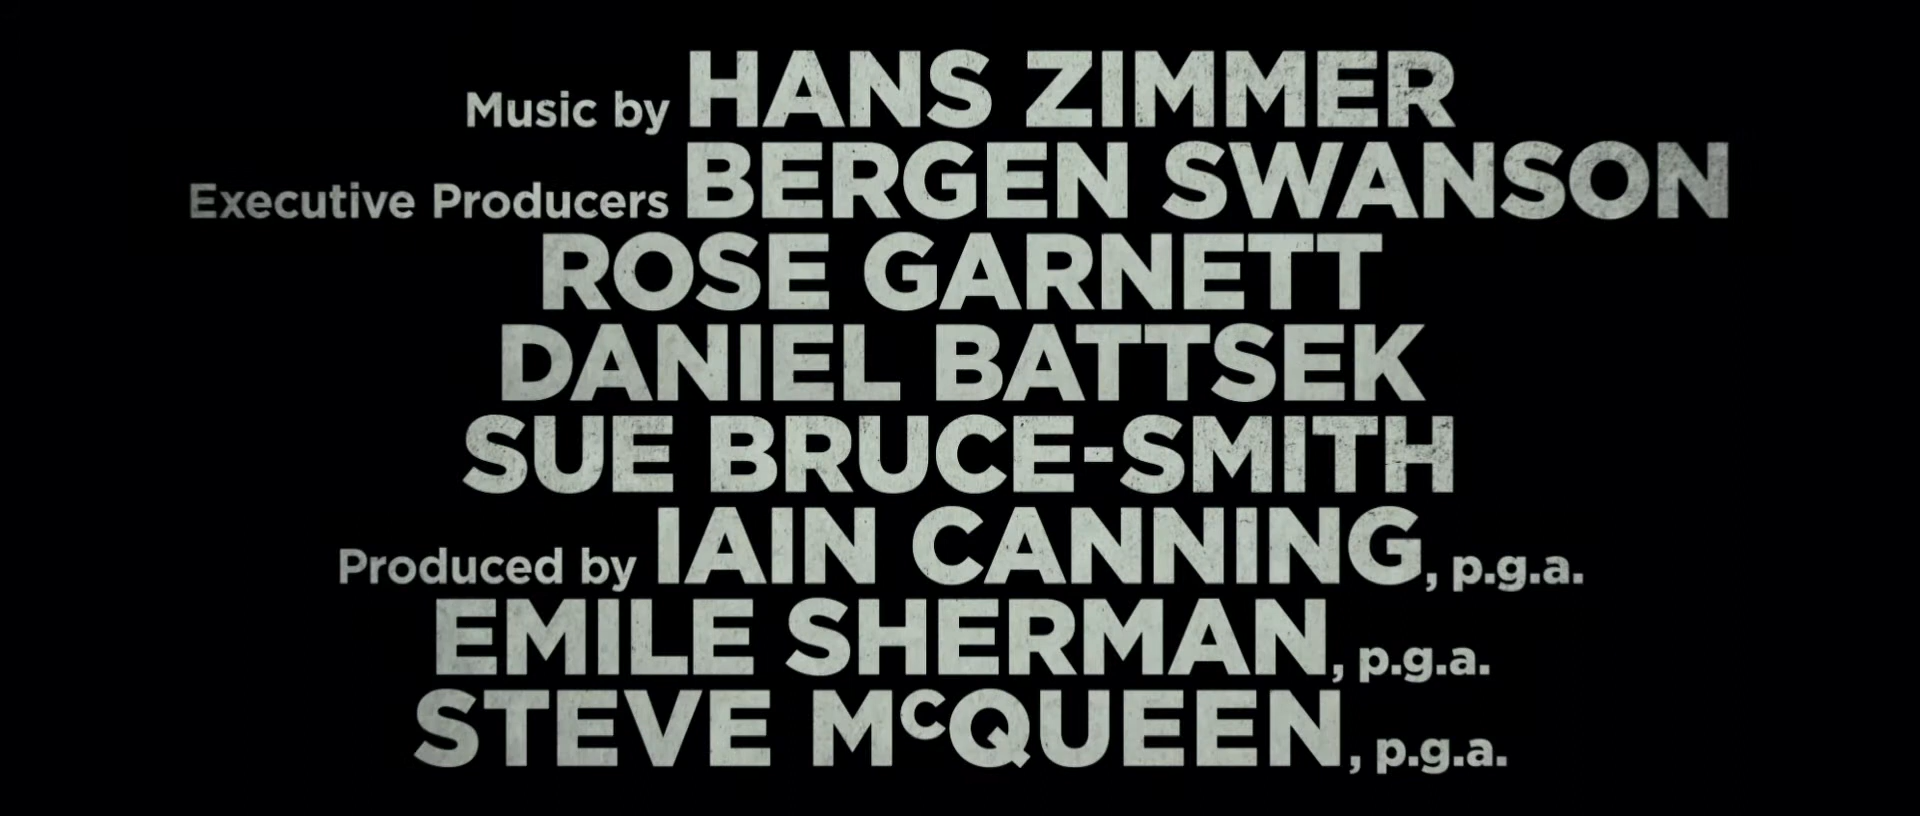 Music by HANS ZIMMER
Executive Producers BERGEN SWANSON
ROSE GARNETT
DANIEL BATTSEK
SUE BRUCE-SMITH
Produced by IAIN CANNING, p.g.a.
EMILE SHERMAN, p.g.a.
STEVE McQUEEN, p.g.a.